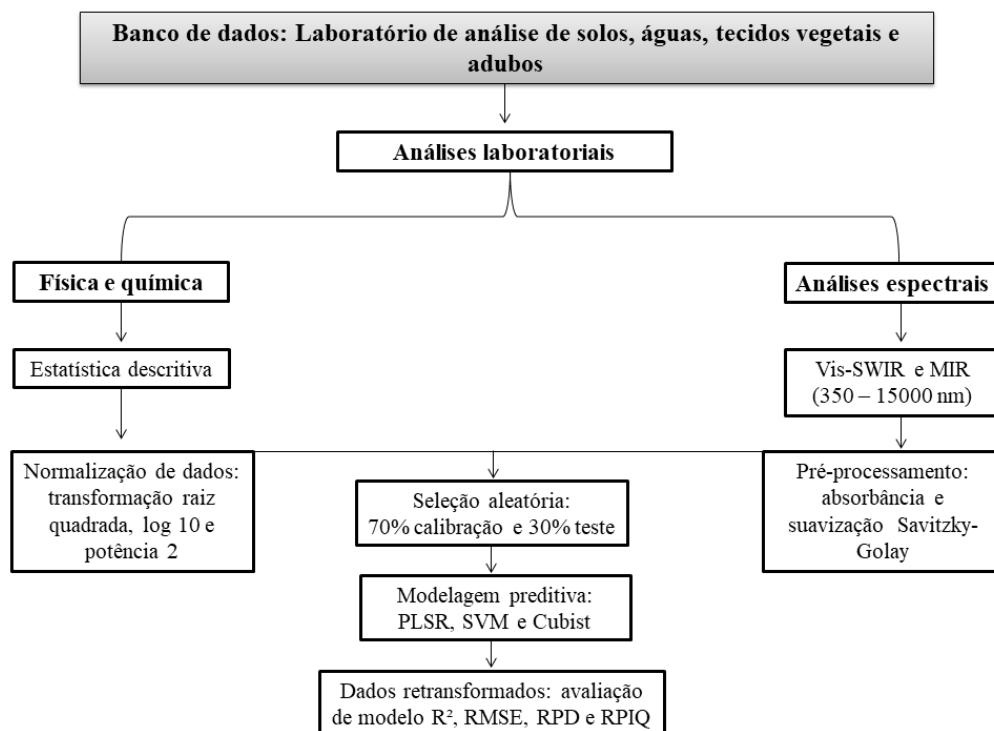 Banco de dados: Laboratório de análise de solos, águas, tecidos vegetais e
adubos
Análises laboratoriais
Física e química
Análises espectrais
Estatística descritiva
Vis-SWIR e MIR
(350 – 15000 nm)
Normalização de dados:
transformação raiz
quadrada, log 10 e
potência 2
Seleção aleatória:
70% calibração e 30% teste
Pré-processamento:
absorbância e
suavização Savitzky-
Golay
Modelagem preditiva:
PLSR, SVM e Cubist
Dados retransformados: avaliação
de modelo R², RMSE, RPD e RPIQ